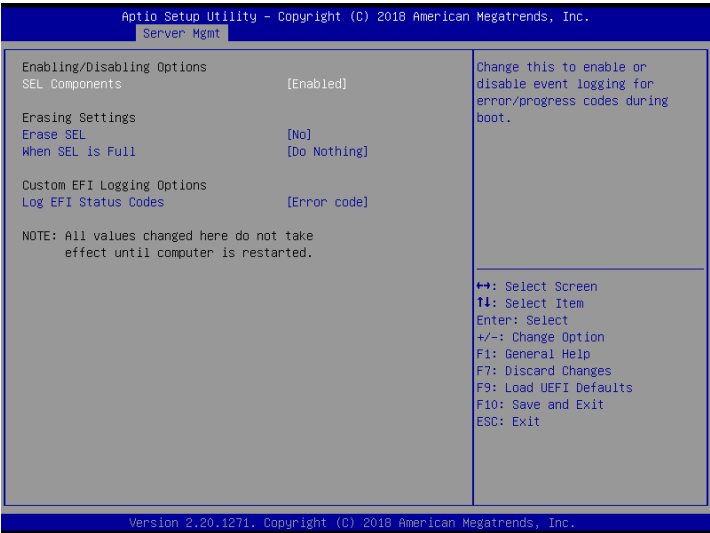 Aptio Setup Utility – Copyright (C) 2018 American Megatrends, Inc.
Server Mgmt
Enabling/Disabling Options
SEL Components [Enabled]
Erasing Settings
Erase SEL [No]
When SEL is Full [Do Nothing]
Custom EFI Logging Options
Log EFI Status Codes [Error code]
NOTE: All values changed here do not take
effect until computer is restarted.
Change this to enable or
disable event logging for
error/progress codes during
boot.
↔: Select Screen
↑↓: Select Item
Enter: Select
+/-: Change Option
F1: General Help
F7: Discard Changes
F9: Load UEFI Defaults
F10: Save and Exit
ESC: Exit
Version 2.20.1271. Copyright (C) 2018 American Megatrends, Inc.